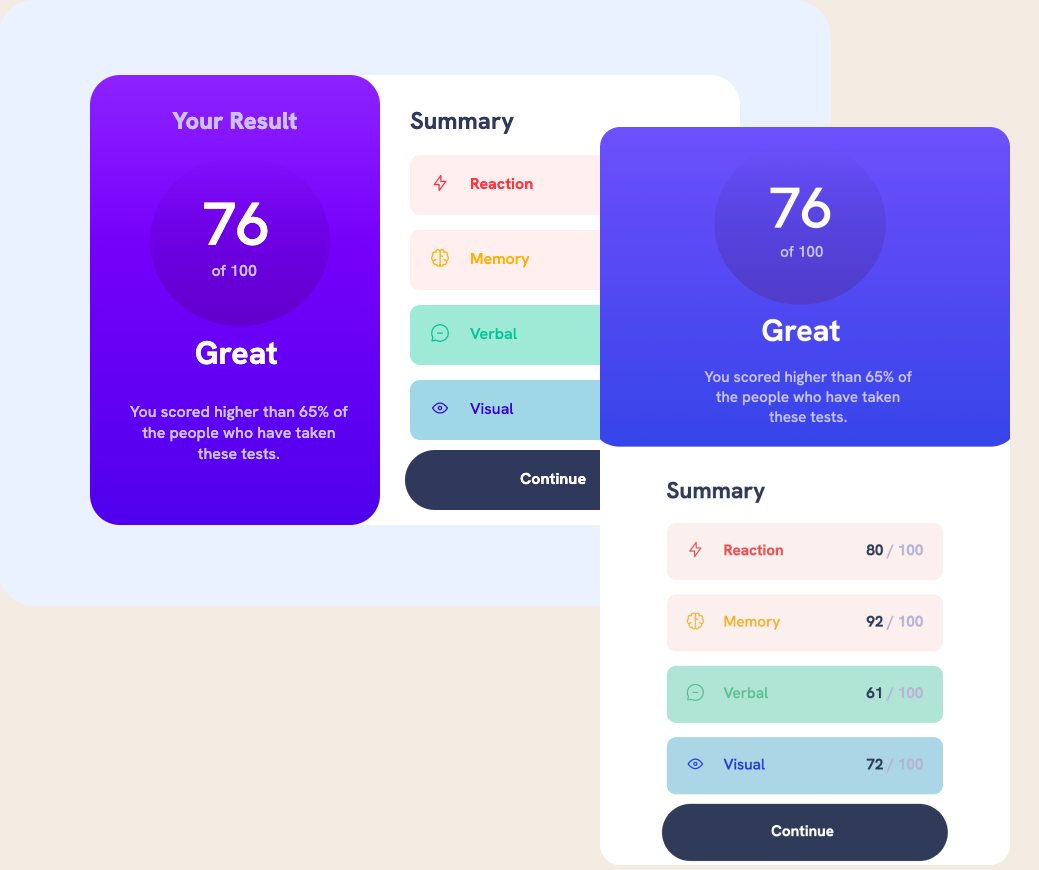 Your Result
76
of 100
Great
You scored higher than 65% of
the people who have taken
these tests.
Summary
Reaction
Memory
Verbal
Visual
Continue
76
of 100
Great
You scored higher than 65% of
the people who have taken
these tests.
Summary
Reaction 80 / 100
Memory 92 / 100
Verbal 61 / 100
Visual 72 / 100
Continue